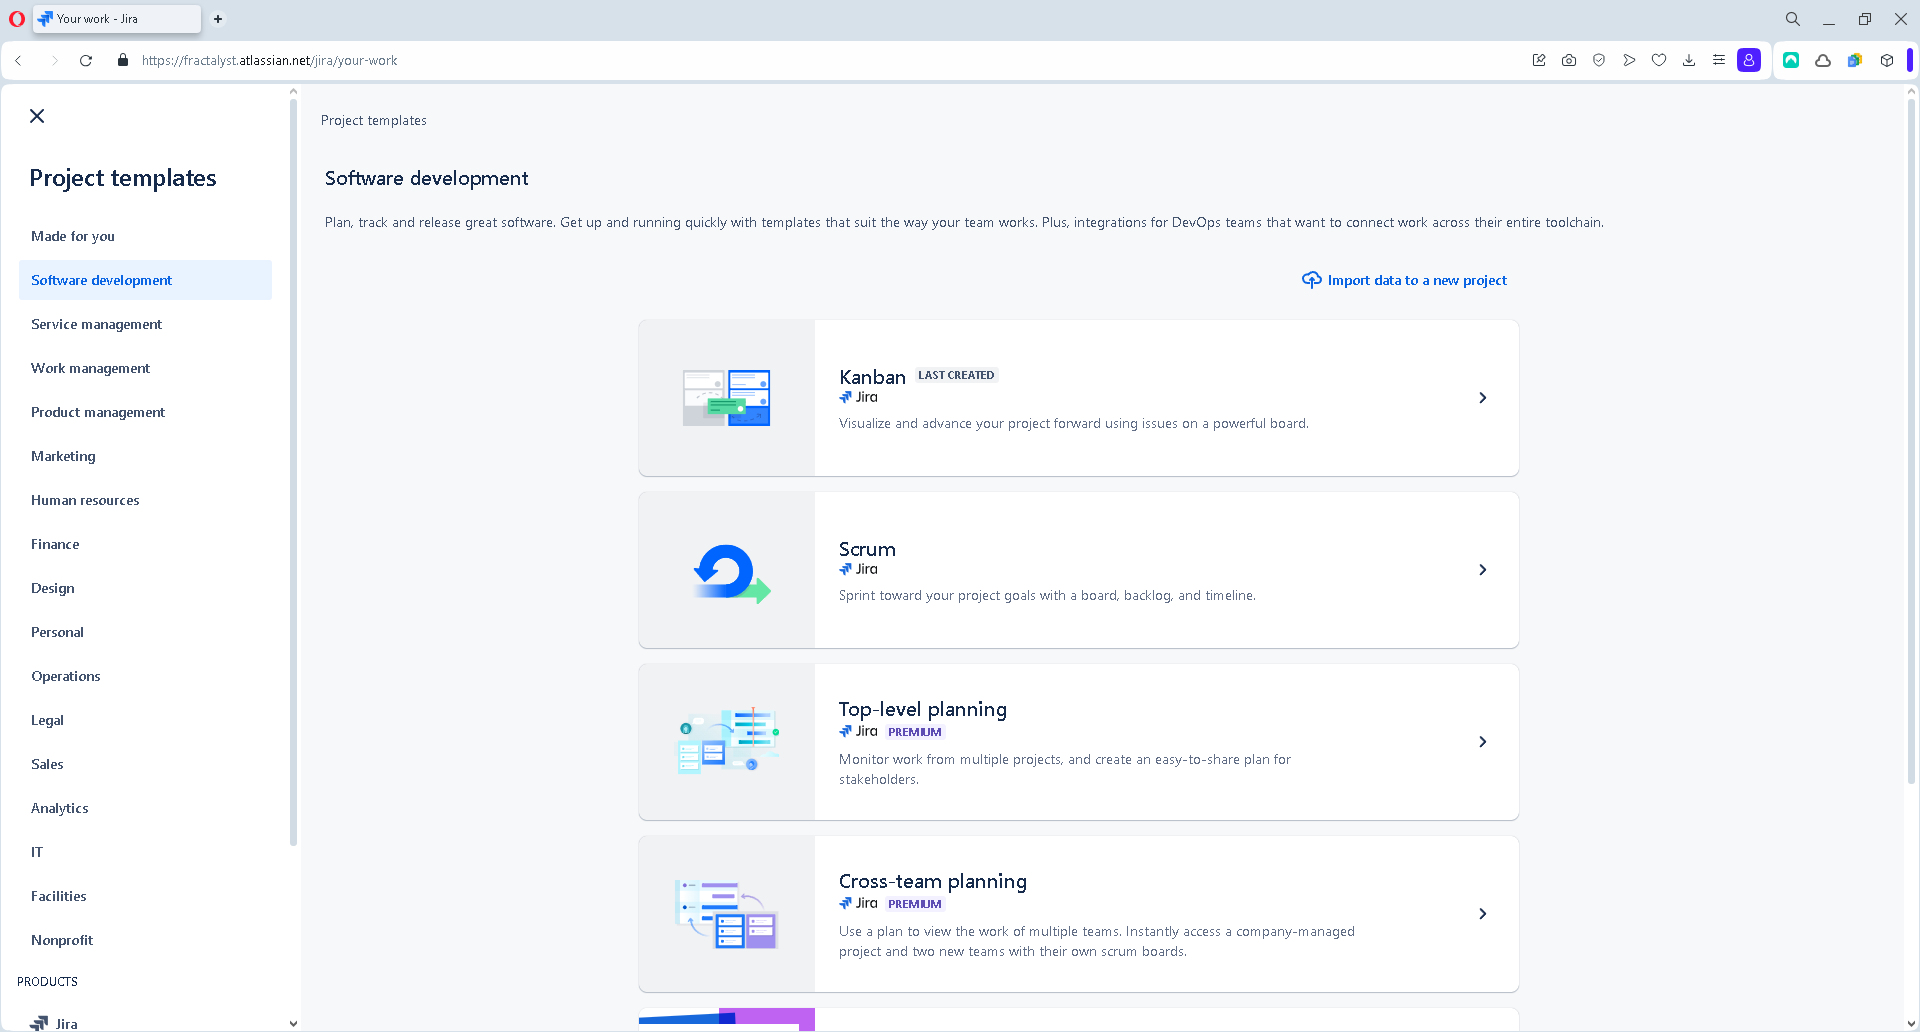 Your work - Jira
https://fractalyst.atlassian.net/jira/your-work
Project templates
Made for you
Software development
Service management
Work management
Product management
Marketing
Human resources
Finance
Design
Personal
Operations
Legal
Sales
Analytics
IT
Facilities
Nonprofit
PRODUCTS
Jira
Project templates
Software development
Plan, track and release great software. Get up and running quickly with templates that suit the way your team works. Plus, integrations for DevOps teams that want to connect work across their entire toolchain.
Import data to a new project
Kanban LAST CREATED
Jira
Visualize and advance your project forward using issues on a powerful board.
Scrum
Jira
Sprint toward your project goals with a board, backlog, and timeline.
Top-level planning
Jira PREMIUM
Monitor work from multiple projects, and create an easy-to-share plan for
stakeholders.
Cross-team planning
Jira PREMIUM
Use a plan to view the work of multiple teams. Instantly access a company-managed
project and two new teams with their own scrum boards.